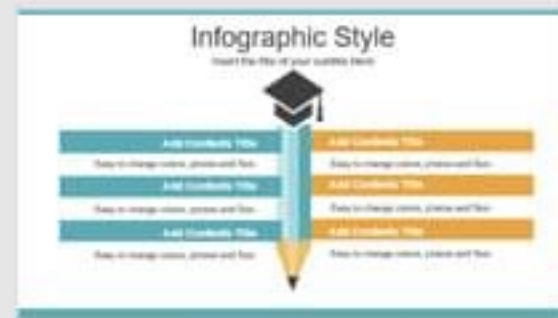 Infographic Style
Insert the title of your subtitle Here
Add Contents Title
Easy to change colors, photos and Text.
Add Contents Title
Easy to change colors, photos and Text.
Add Contents Title
Easy to change colors, photos and Text.
Add Contents Title
Easy to change colors, photos and Text.
Add Contents Title
Easy to change colors, photos and Text.
Add Contents Title
Easy to change colors, photos and Text.